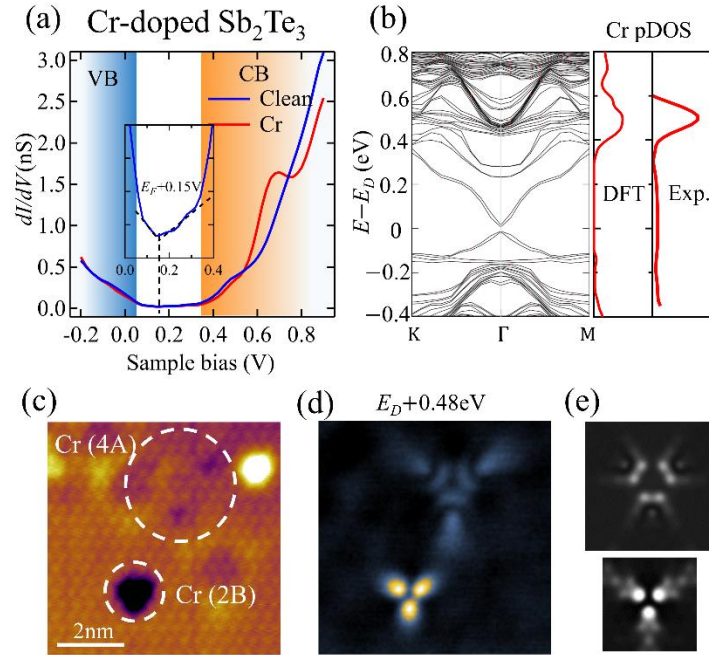 (a) Cr-doped Sb₂Te₃
VB CB
Clean
Cr
E_F+0.15V
0.0 0.2 0.4
3.0
2.5
2.0
1.5
1.0
0.5
0.0
dI/dV(nS)
-0.2 0.0 0.2 0.4 0.6 0.8
Sample bias (V)
(b) Cr pDOS
0.8
0.6
0.4
0.2
0
−0.2
−0.4
E−E_D (eV)
K Γ M
DFT Exp.
(c)
Cr (4A)
Cr (2B)
2nm
(d) E_D+0.48eV
(e)